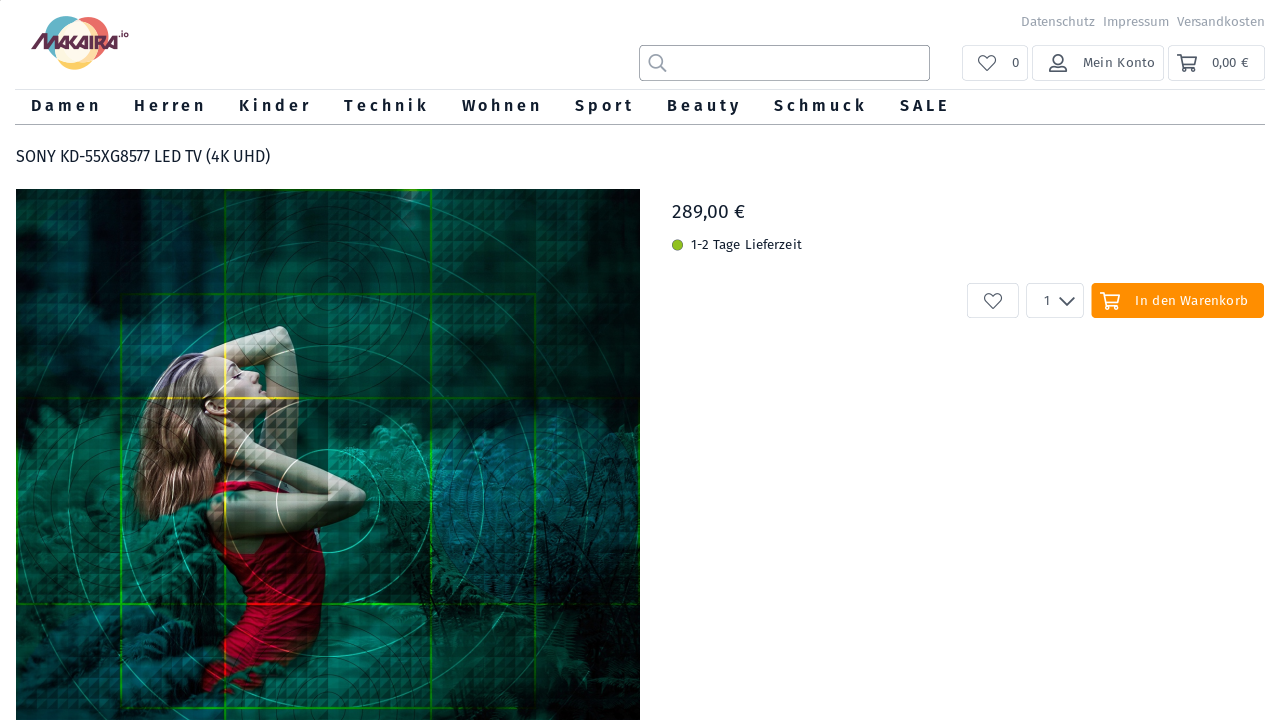 Datenschutz Impressum Versandkosten
MAKAIRA.io
0 Mein Konto 0,00 €
Damen Herren Kinder Technik Wohnen Sport Beauty Schmuck SALE
SONY KD-55XG8577 LED TV (4K UHD)
289,00 €
1-2 Tage Lieferzeit
1 In den Warenkorb